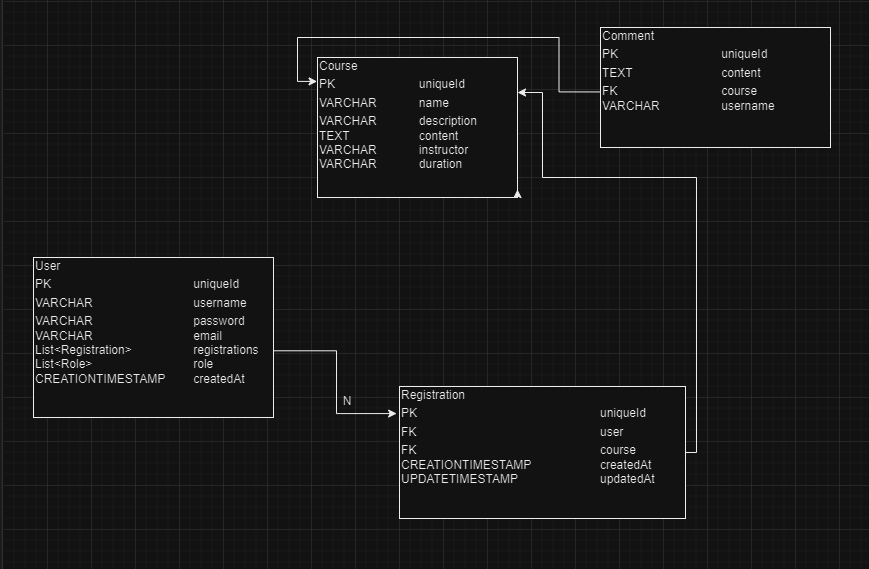 Comment
PK uniqueId
TEXT content
FK course
VARCHAR username
Course
PK uniqueId
VARCHAR name
VARCHAR description
TEXT content
VARCHAR instructor
VARCHAR duration
User
PK uniqueId
VARCHAR username
VARCHAR password
VARCHAR email
List<Registration> registrations
List<Role> role
CREATIONTIMESTAMP createdAt
N
Registration
PK uniqueId
FK user
FK course
CREATIONTIMESTAMP createdAt
UPDATETIMESTAMP updatedAt